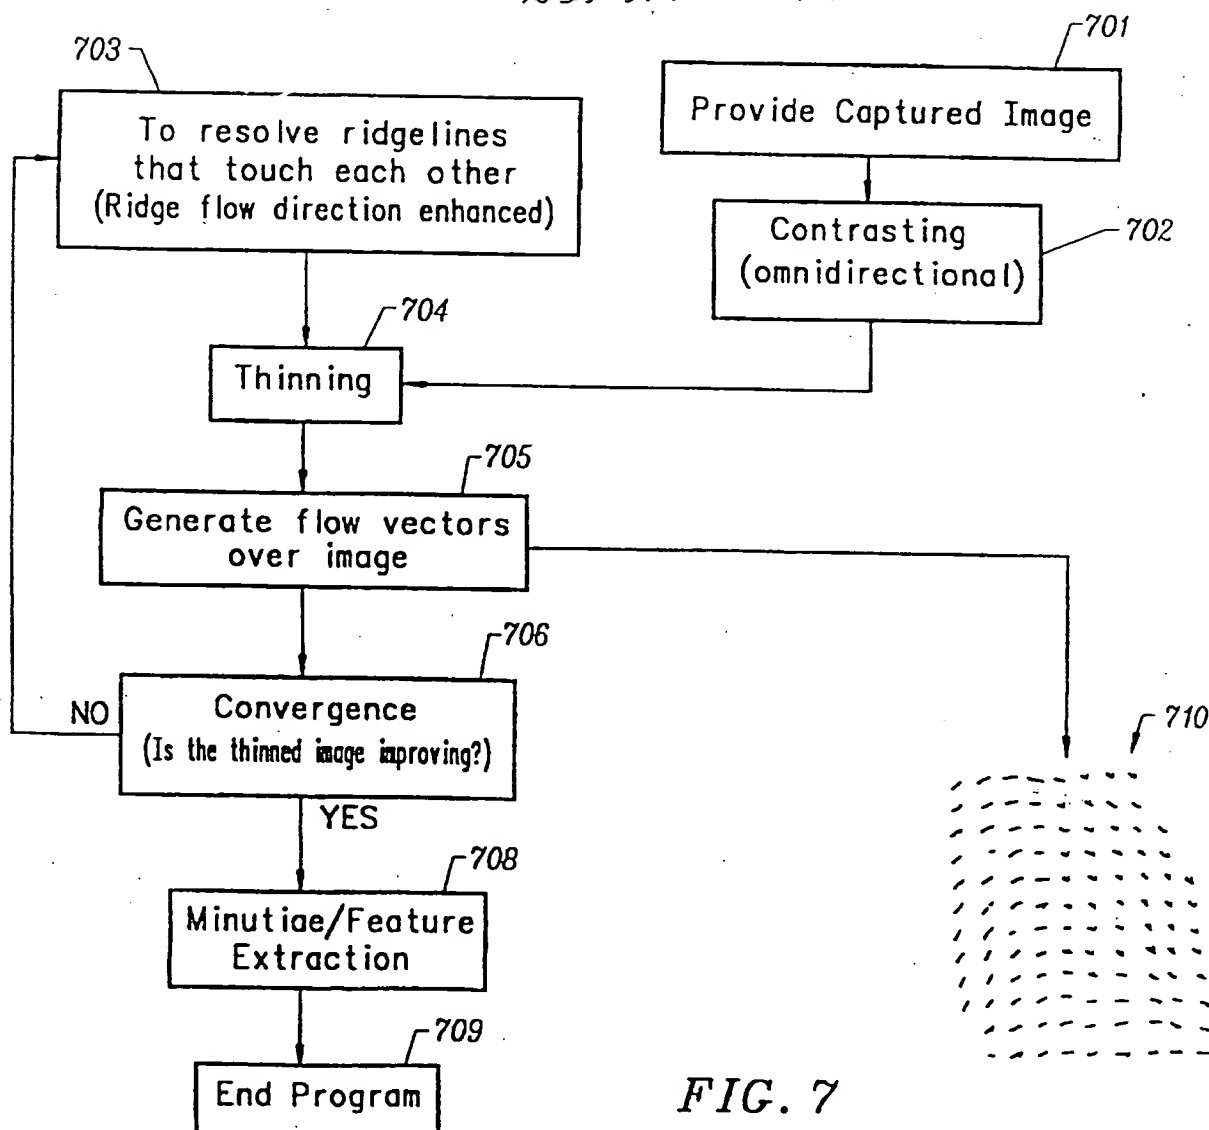 703
701
To resolve ridgelines
that touch each other
(Ridge flow direction enhanced)
Provide Captured Image
Contrasting
(omnidirectional)
702
704
Thinning
705
Generate flow vectors
over image
706
NO
Convergence
(Is the thinned image improving?)
YES
710
708
Minutiae/Feature
Extraction
709
End Program
FIG. 7